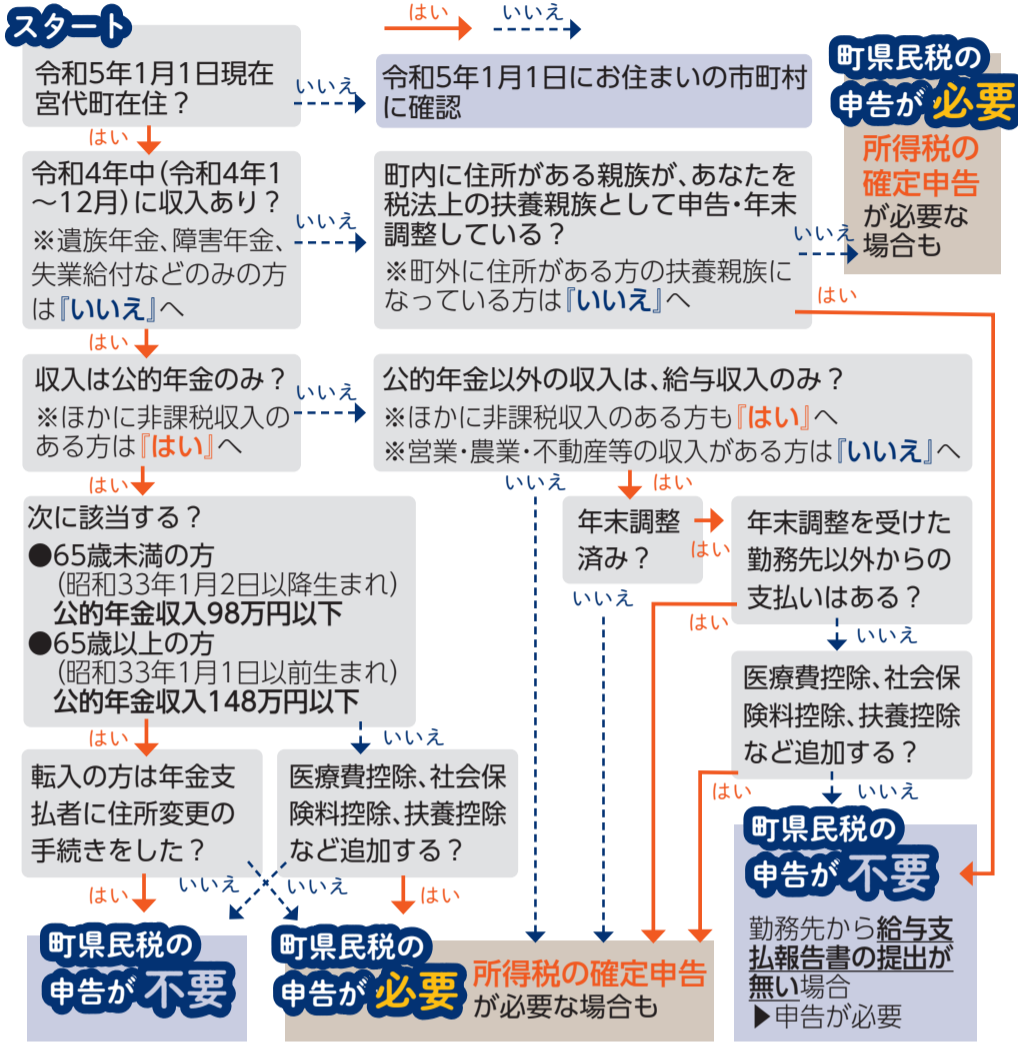 スタート
はい
いいえ
令和5年1月1日現在
宮代町在住？
いいえ
令和5年1月1日にお住まいの市町村
に確認
町県民税の
申告が必要
所得税の
確定申告
が必要な
場合も
はい
令和4年中(令和4年1
～12月)に収入あり？
※遺族年金、障害年金、
失業給付などのみの方
は『いいえ』へ
いいえ
町内に住所がある親族が、あなたを
税法上の扶養親族として申告・年末
調整している？
※町外に住所がある方の扶養親族に
なっている方は『いいえ』へ
いいえ
はい
はい
収入は公的年金のみ？
※ほかに非課税収入の
ある方は『はい』へ
いいえ
公的年金以外の収入は、給与収入のみ？
※ほかに非課税収入のある方も『はい』へ
※営業・農業・不動産等の収入がある方は『いいえ』へ
いいえ
はい
はい
次に該当する？
●65歳未満の方
(昭和33年1月2日以降生まれ)
公的年金収入98万円以下
●65歳以上の方
(昭和33年1月1日以前生まれ)
公的年金収入148万円以下
年末調整
済み？
はい
いいえ
年末調整を受けた
勤務先以外からの
支払いはある？
はい
いいえ
医療費控除、社会保
険料控除、扶養控除
など追加する？
はい
いいえ
はい
いいえ
転入の方は年金支
払者に住所変更の
手続きをした？
医療費控除、社会保
険料控除、扶養控除
など追加する？
はい
いいえ
いいえ
はい
町県民税の
申告が不要
町県民税の
申告が必要
所得税の確定申告
が必要な場合も
町県民税の
申告が不要
勤務先から給与支
払報告書の提出が
無い場合
▶申告が必要